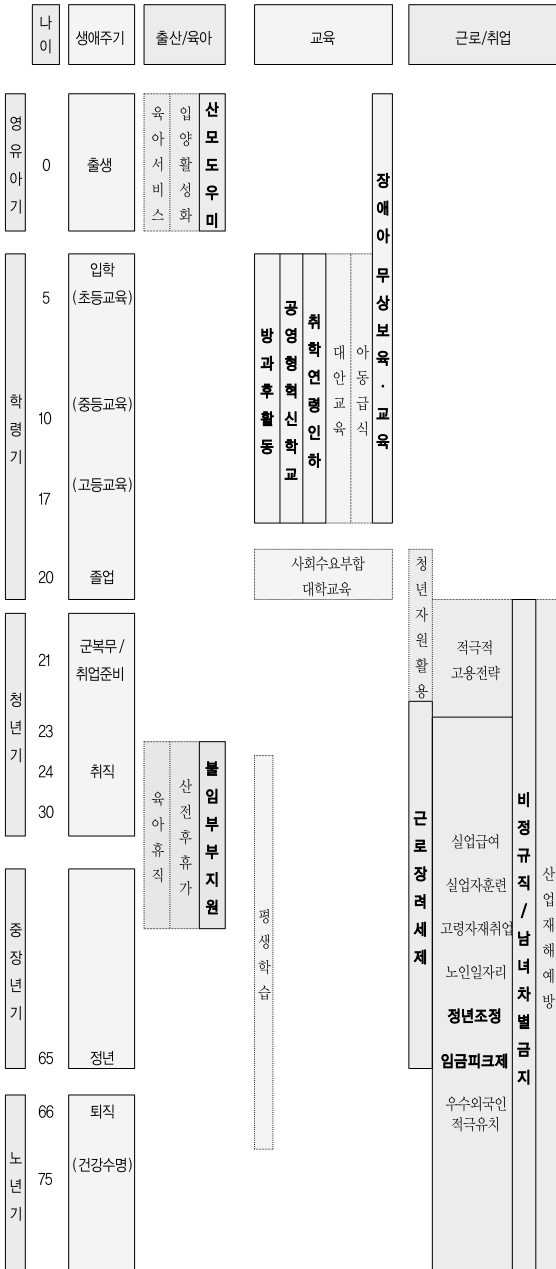 나이
생애주기
출산/육아
교육
근로/취업
영유아기
0
출생
육아서비스
입양활성화
산모도우미
장애아 무상보육·교육
학령기
5
입학
(초등교육)
10
(중등교육)
17
(고등교육)
20
졸업
방과후활동
공영형혁신학교
취학연령인하
대안교육
아동급식
사회수요부합
대학교육
청년자원활용
청년기
21
군복무/
취업준비
23
24
취직
30
육아휴직
산전후휴가
불임부부지원
평생학습
적극적
고용전략
근로장려세제
실업급여
실업자훈련
고령자재취업
노인일자리
정년조정
임금피크제
우수외국인
적극유치
비정규직/남녀차별금지
산업재해예방
중장년기
65
정년
노년기
66
퇴직
75
(건강수명)